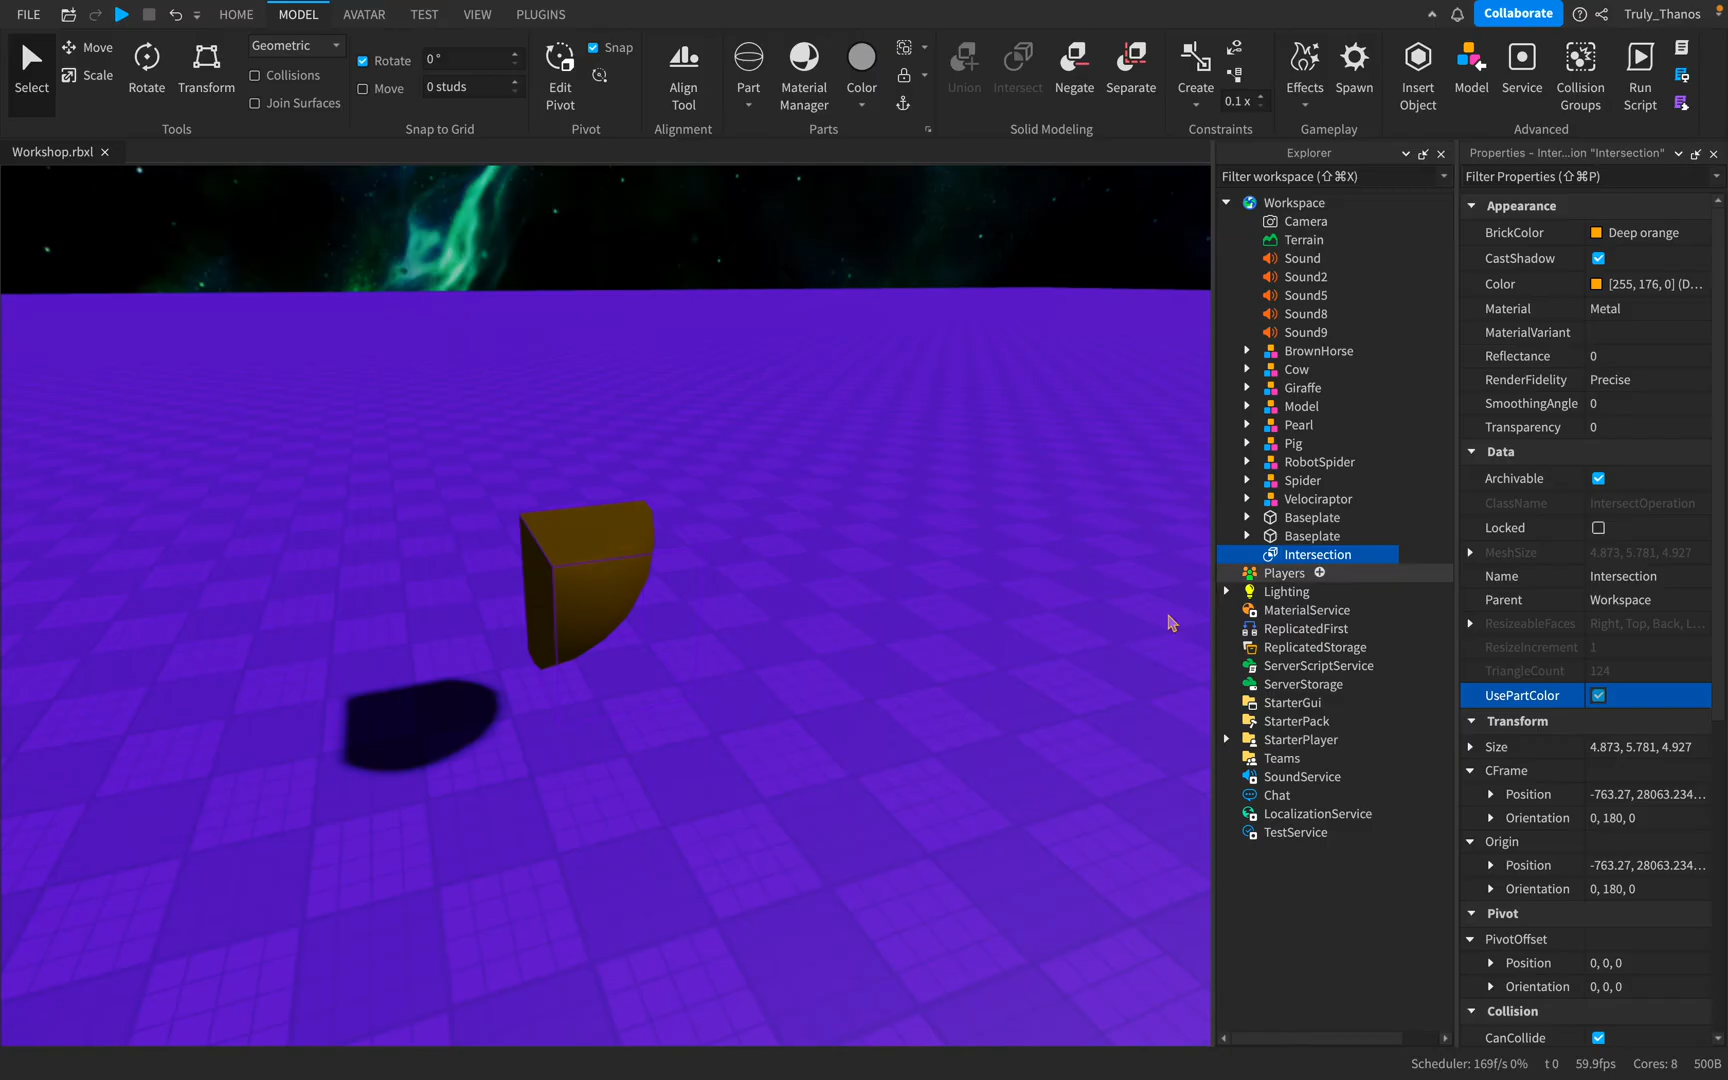 FILE HOME MODEL AVATAR TEST VIEW PLUGINS Collaborate Truly_Thanos
Select Move Scale Rotate Transform Geometric Collisions Join Surfaces Tools
Rotate 0 ° Move 0 studs Snap to Grid
Edit Pivot Snap Pivot
Align Tool Alignment
Part Material Manager Color Parts
Union Intersect Negate Separate Solid Modeling
Create 0.1 x Constraints
Effects Spawn Gameplay
Insert Object Model Service Collision Groups Run Script Advanced
Workshop.rbxl
Explorer
Filter workspace (⇧⌘X)
Workspace
Camera
Terrain
Sound
Sound2
Sound5
Sound8
Sound9
BrownHorse
Cow
Giraffe
Model
Pearl
Pig
RobotSpider
Spider
Velociraptor
Baseplate
Baseplate
Intersection
Players
Lighting
MaterialService
ReplicatedFirst
ReplicatedStorage
ServerScriptService
ServerStorage
StarterGui
StarterPack
StarterPlayer
Teams
SoundService
Chat
LocalizationService
TestService
Properties - Inter...ion "Intersection"
Filter Properties (⇧⌘P)
Appearance
BrickColor Deep orange
CastShadow
Color [255, 176, 0] (D...
Material Metal
MaterialVariant
Reflectance 0
RenderFidelity Precise
SmoothingAngle 0
Transparency 0
Data
Archivable
ClassName IntersectOperation
Locked
MeshSize 4.873, 5.781, 4.927
Name Intersection
Parent Workspace
ResizeableFaces Right, Top, Back, L...
ResizeIncrement 1
TriangleCount 124
UsePartColor
Transform
Size 4.873, 5.781, 4.927
CFrame
Position -763.27, 28063.234...
Orientation 0, 180, 0
Origin
Position -763.27, 28063.234...
Orientation 0, 180, 0
Pivot
PivotOffset
Position 0, 0, 0
Orientation 0, 0, 0
Collision
CanCollide
Scheduler: 169f/s 0% t 0 59.9fps Cores: 8 500B